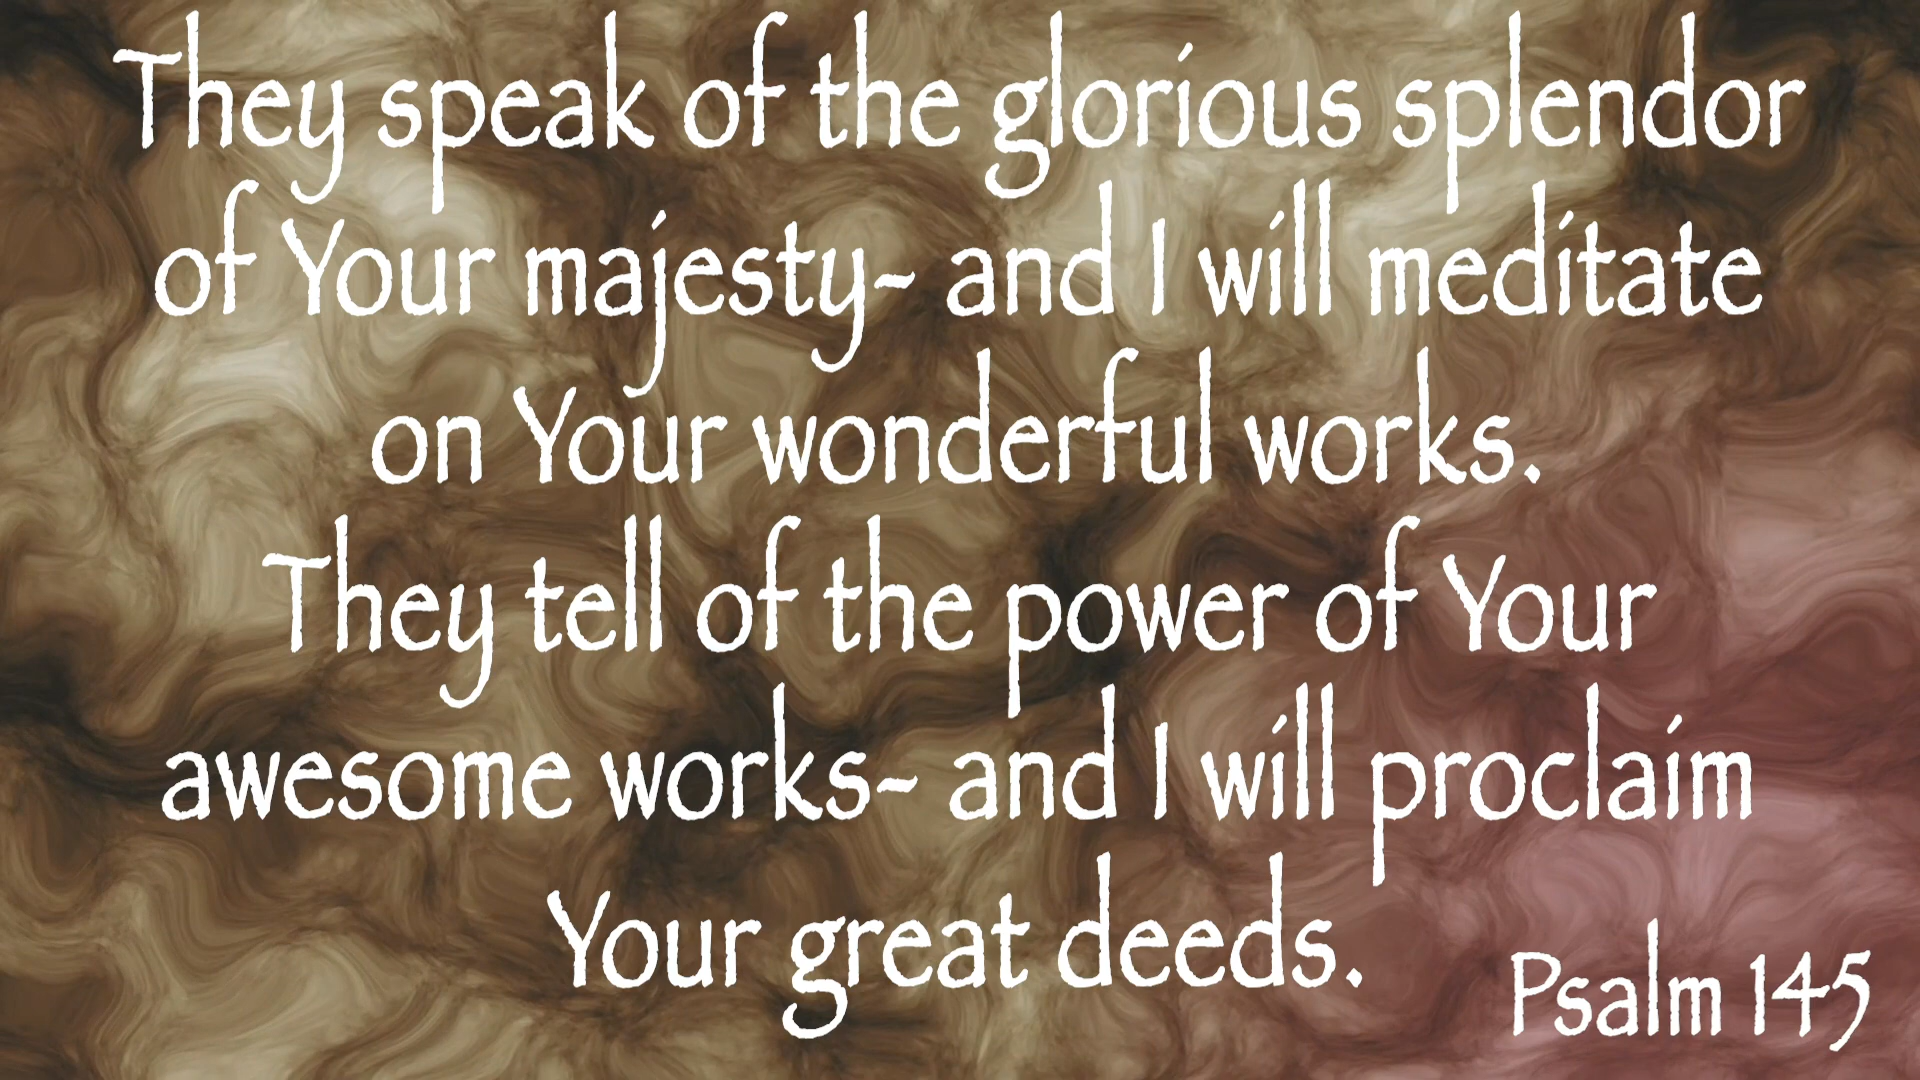 They speak of the glorious splendor
of Your majesty- and I will meditate
on Your wonderful works.
They tell of the power of Your
awesome works- and I will proclaim
Your great deeds.
Psalm 145